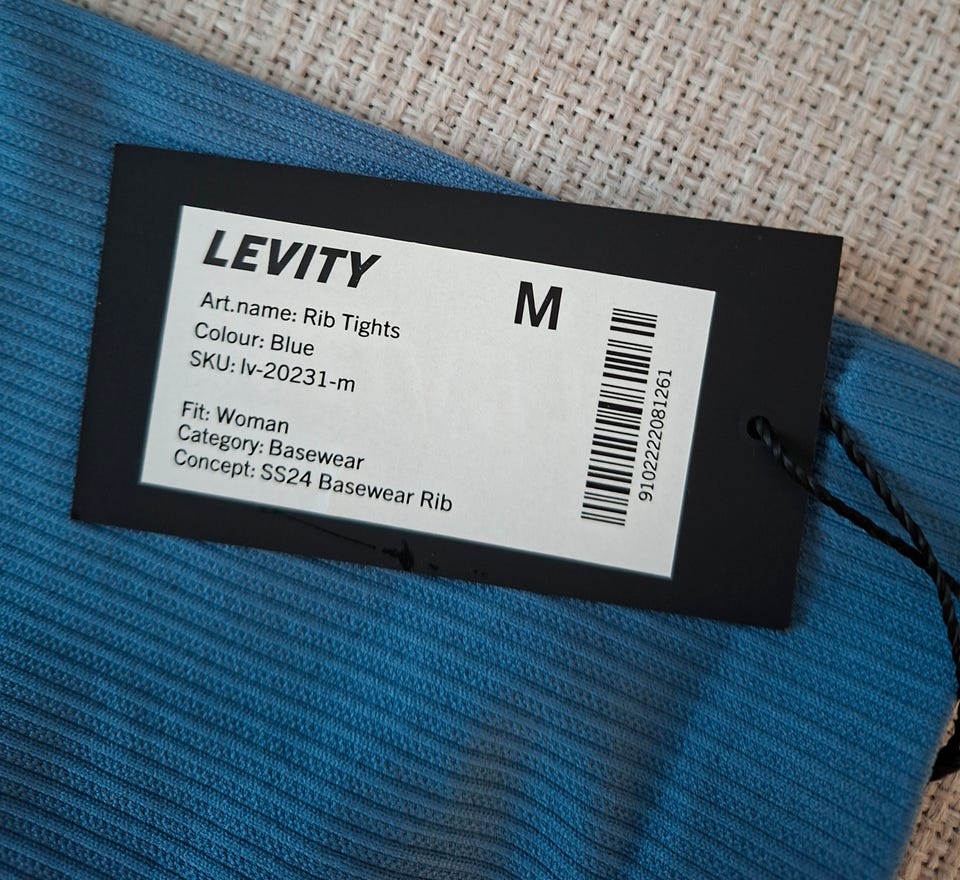 LEVITY
M
Art.name: Rib Tights
Colour: Blue
SKU: lv-20231-m
Fit: Woman
Category: Basewear
Concept: SS24 Basewear Rib
9102222081261